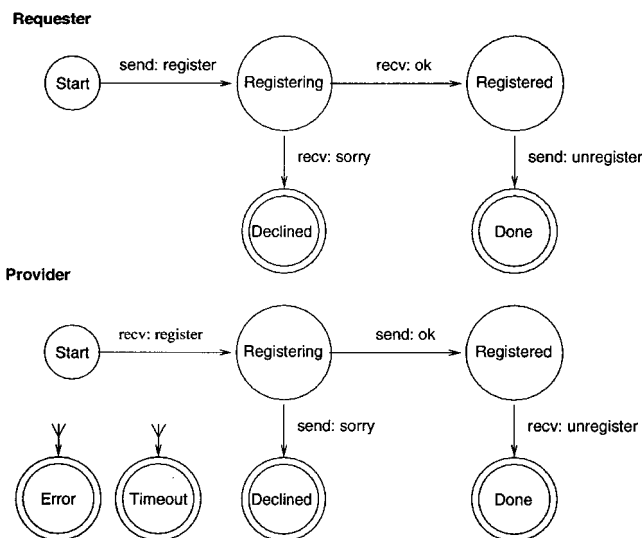 Requester
send: register
recv: ok
Start
Registering
Registered
recv: sorry
send: unregister
Declined
Done
Provider
recv: register
send: ok
Start
Registering
Registered
send: sorry
recv: unregister
Error
Timeout
Declined
Done